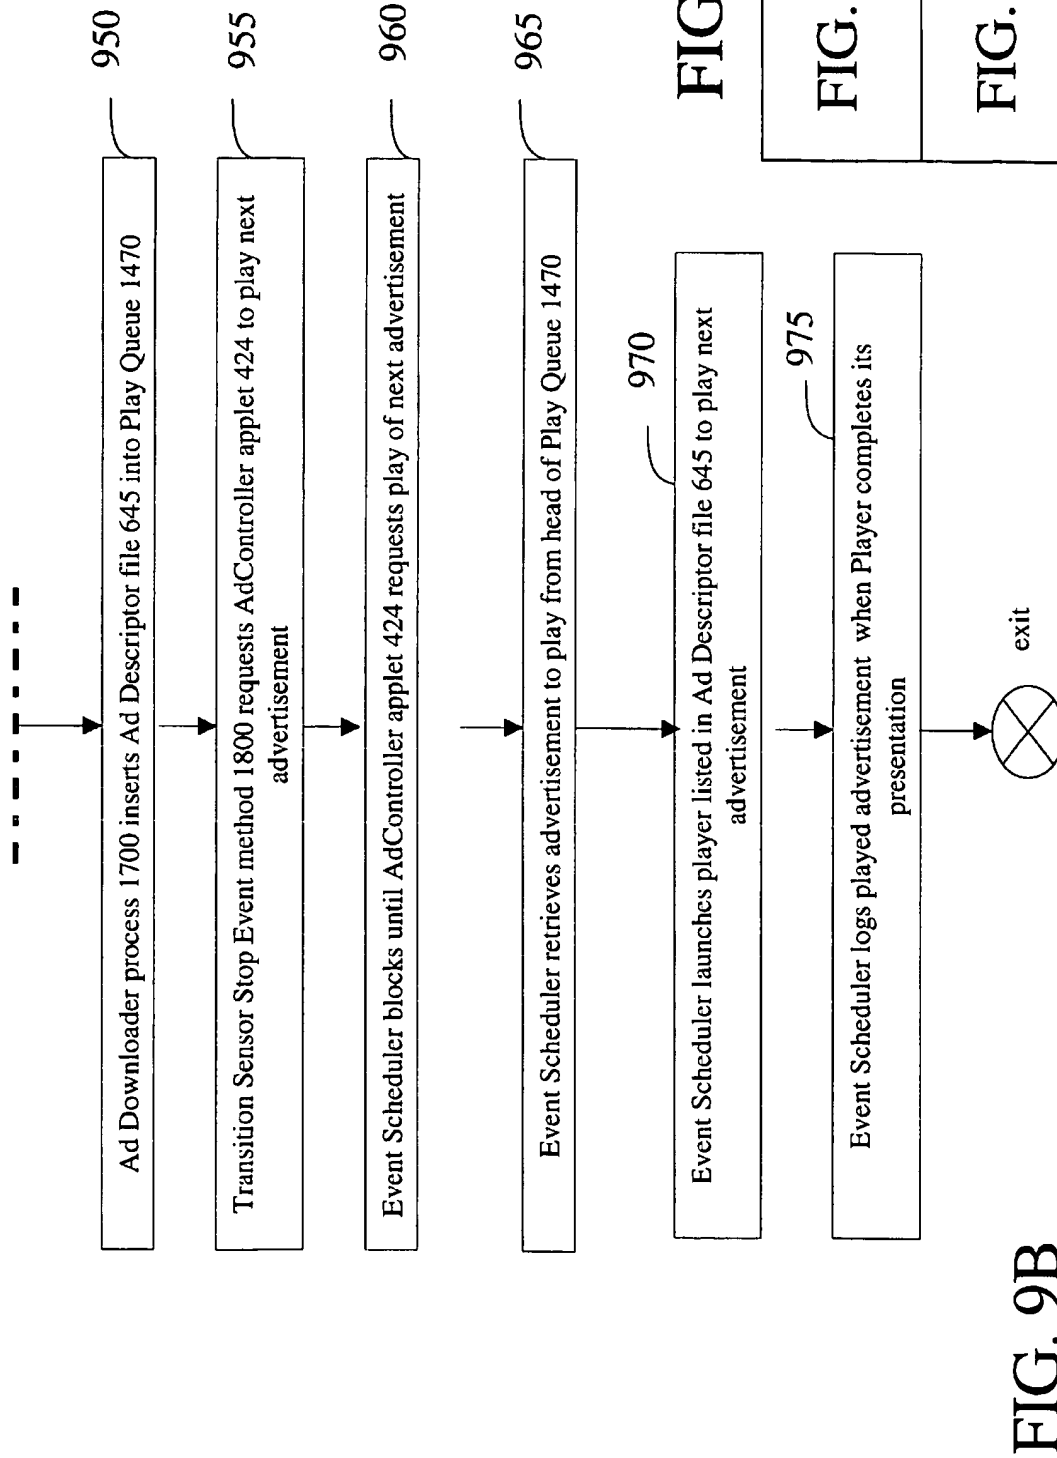 950
Ad Downloader process 1700 inserts Ad Descriptor file 645 into Play Queue 1470
955
Transition Sensor Stop Event method 1800 requests AdController applet 424 to play next
advertisement
960
Event Scheduler blocks until AdController applet 424 requests play of next advertisement
965
Event Scheduler retrieves advertisement to play from head of Play Queue 1470
970
Event Scheduler launches player listed in Ad Descriptor file 645 to play next
advertisement
975
Event Scheduler logs played advertisement when Player completes its
presentation
exit
FIG. 9B
FIG
FIG.
FIG.